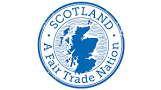 · SCOTLAND ·
A Fair Trade Nation